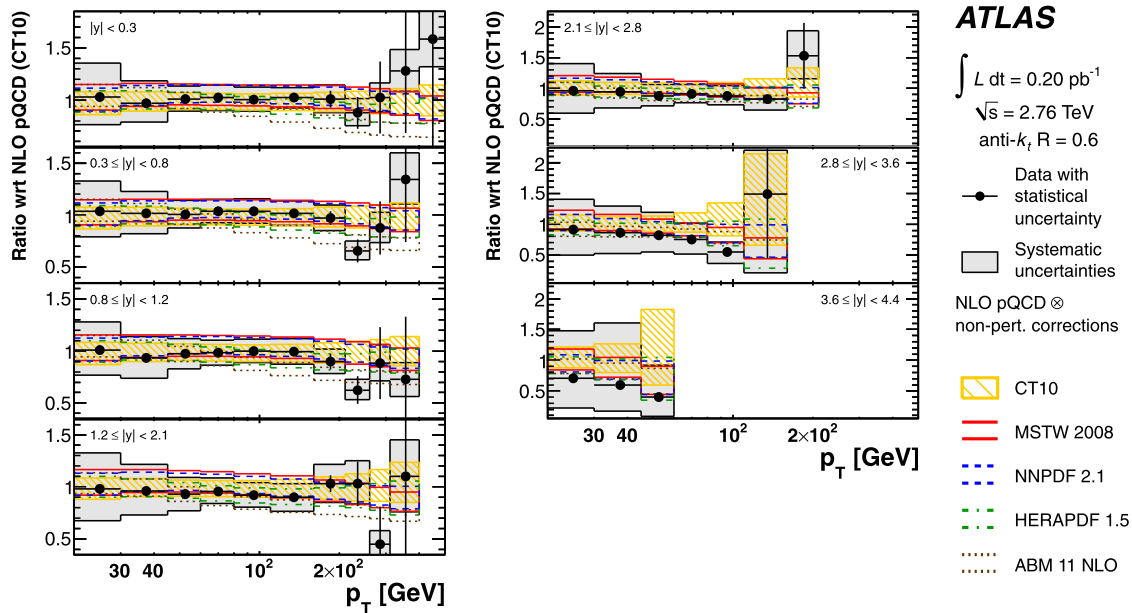 Ratio wrt NLO pQCD (CT10)
|y| < 0.3
1.5
1
0.3 ≤ |y| < 0.8
1.5
1
0.5
0.8 ≤ |y| < 1.2
1.5
1
0.5
1.2 ≤ |y| < 2.1
1.5
1
0.5
30 40 10² 2×10²
p_T [GeV]
Ratio wrt NLO pQCD (CT10)
2.1 ≤ |y| < 2.8
2
1.5
1
0.5
2.8 ≤ |y| < 3.6
2
1.5
1
0.5
3.6 ≤ |y| < 4.4
2
1.5
1
0.5
30 40 10² 2×10²
p_T [GeV]
ATLAS
∫ L dt = 0.20 pb⁻¹
√s = 2.76 TeV
anti-k_t R = 0.6
Data with
statistical
uncertainty
Systematic
uncertainties
NLO pQCD ⊗
non-pert. corrections
CT10
MSTW 2008
NNPDF 2.1
HERAPDF 1.5
ABM 11 NLO